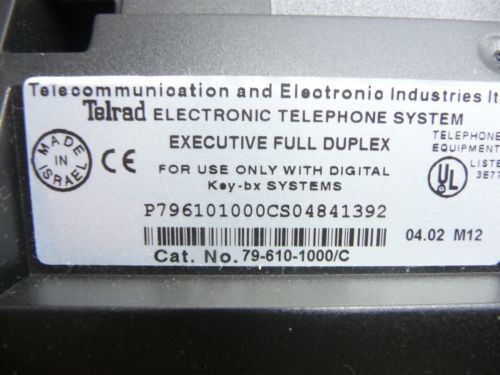 Telecommunication and Electronic Industries
Telrad ELECTRONIC TELEPHONE SYSTEM
MADE IN ISRAEL
CE
EXECUTIVE FULL DUPLEX
TELEPHONE
EQUIPMENT
FOR USE ONLY WITH DIGITAL
Key-bx SYSTEMS
UL
P796101000CS04841392
04.02 M12
Cat. No. 79-610-1000/C